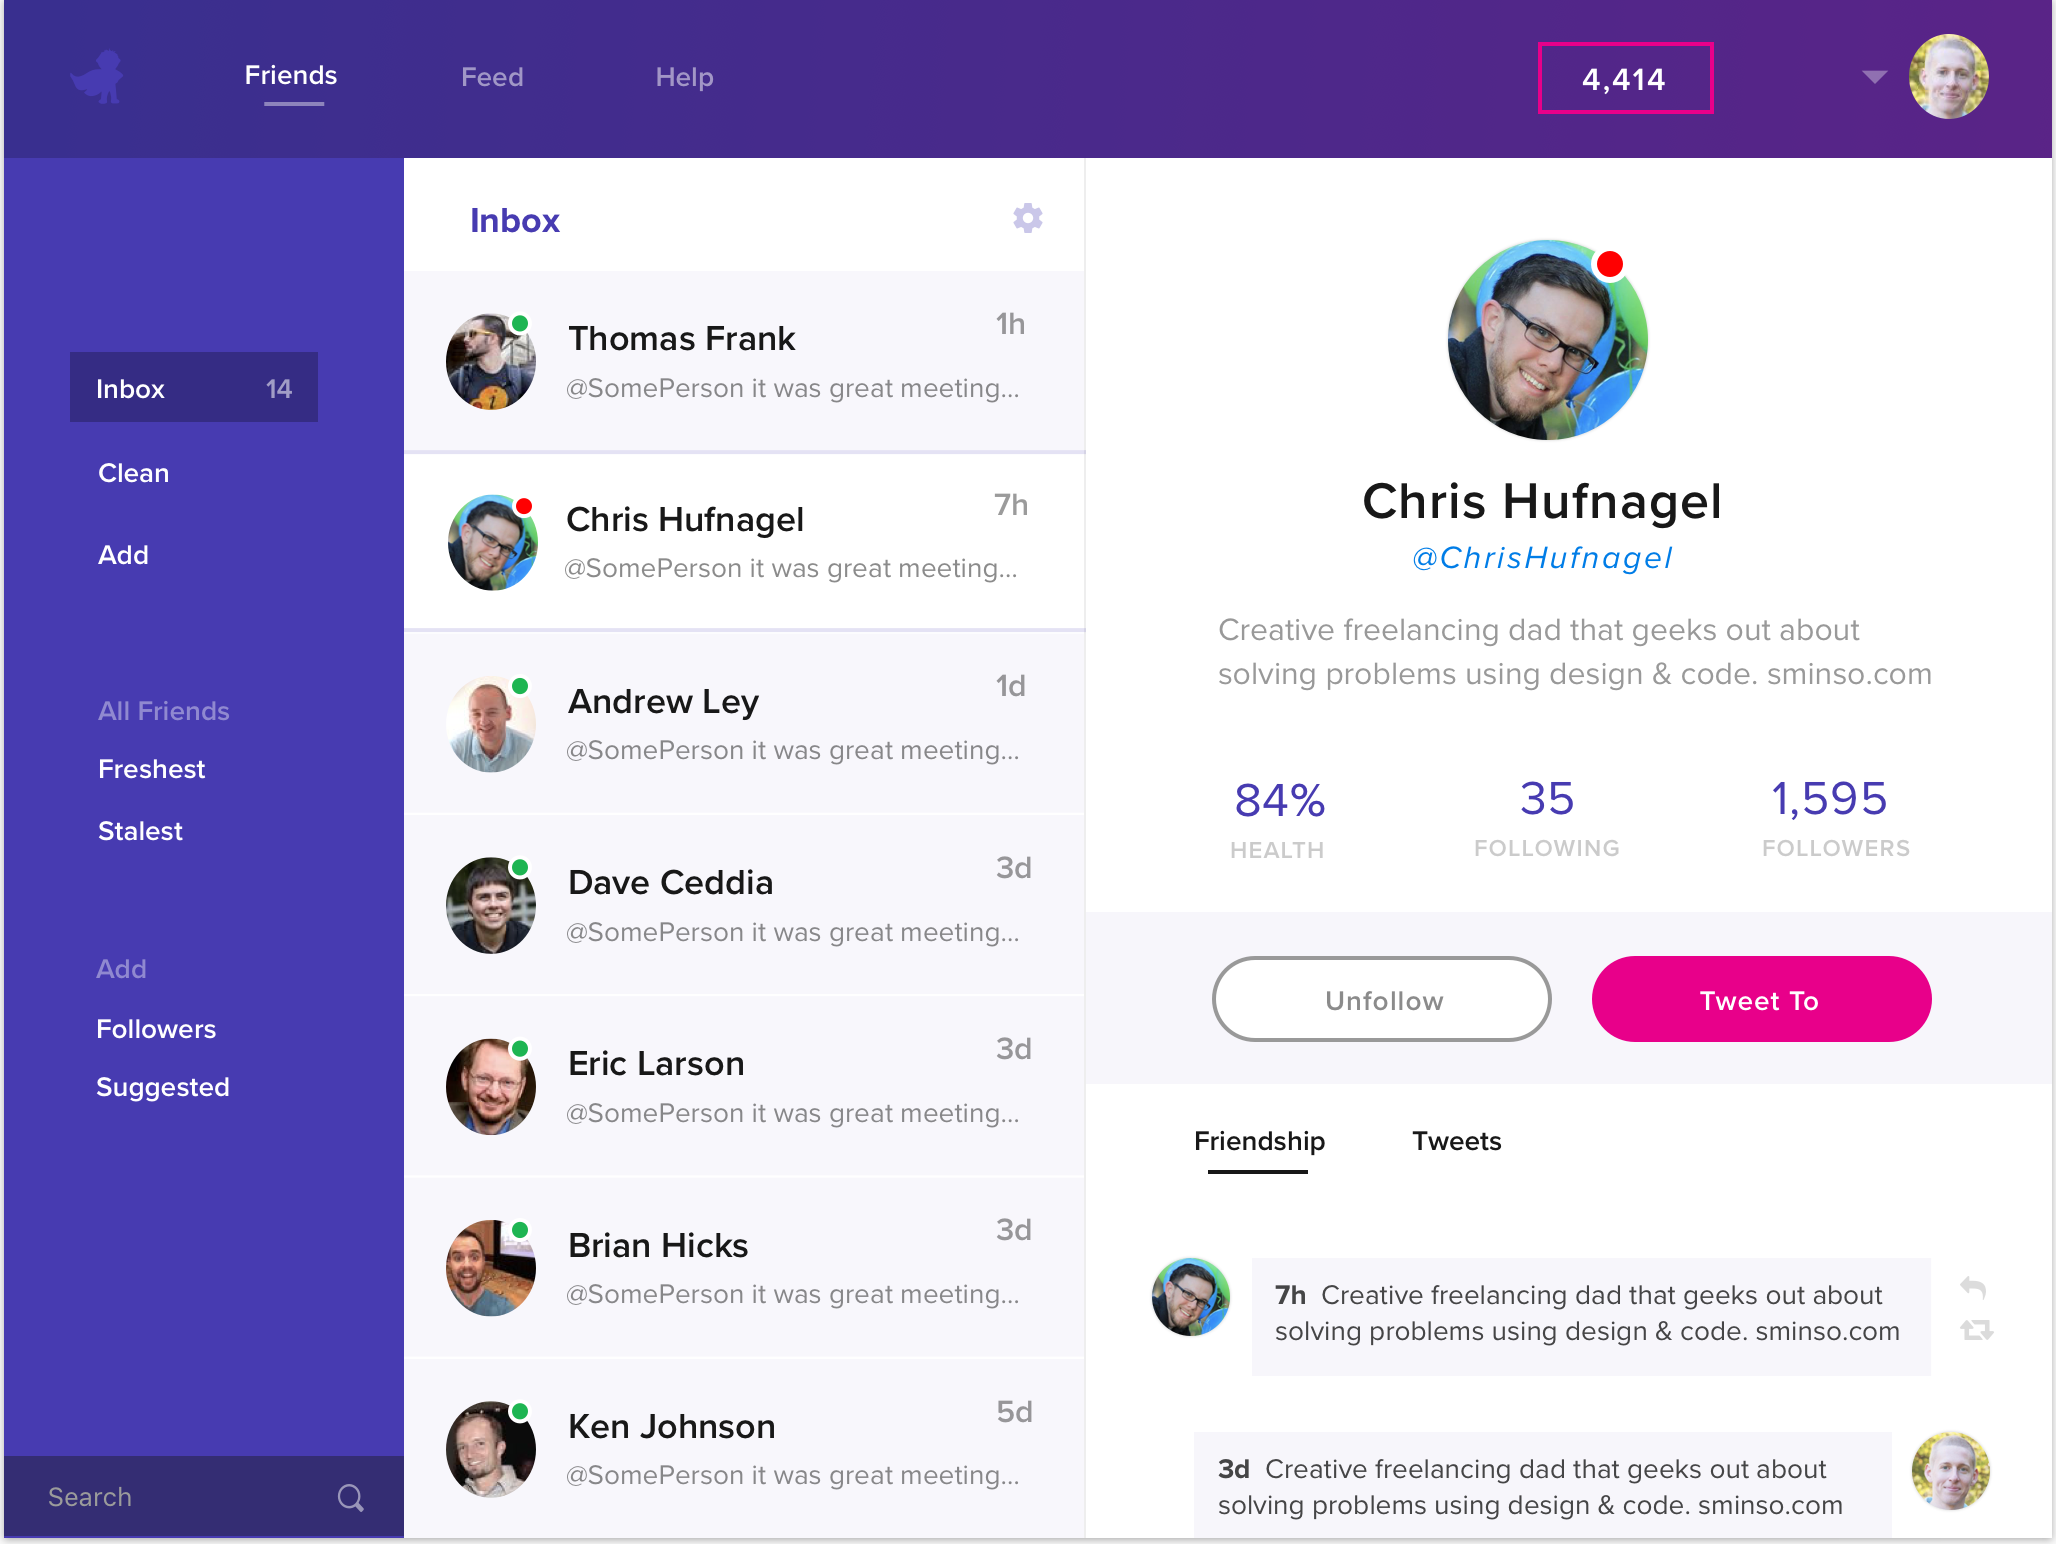 Friends
Feed
Help
4,414
Inbox 14
Clean
Add
All Friends
Freshest
Stalest
Add
Followers
Suggested
Search
Inbox
Thomas Frank
1h
@SomePerson it was great meeting...
Chris Hufnagel
7h
@SomePerson it was great meeting...
Andrew Ley
1d
@SomePerson it was great meeting...
Dave Ceddia
3d
@SomePerson it was great meeting...
Eric Larson
3d
@SomePerson it was great meeting...
Brian Hicks
3d
@SomePerson it was great meeting...
Ken Johnson
5d
@SomePerson it was great meeting...
Chris Hufnagel
@ChrisHufnagel
Creative freelancing dad that geeks out about
solving problems using design & code. sminso.com
84%
HEALTH
35
FOLLOWING
1,595
FOLLOWERS
Unfollow
Tweet To
Friendship
Tweets
7h Creative freelancing dad that geeks out about
solving problems using design & code. sminso.com
3d Creative freelancing dad that geeks out about
solving problems using design & code. sminso.com